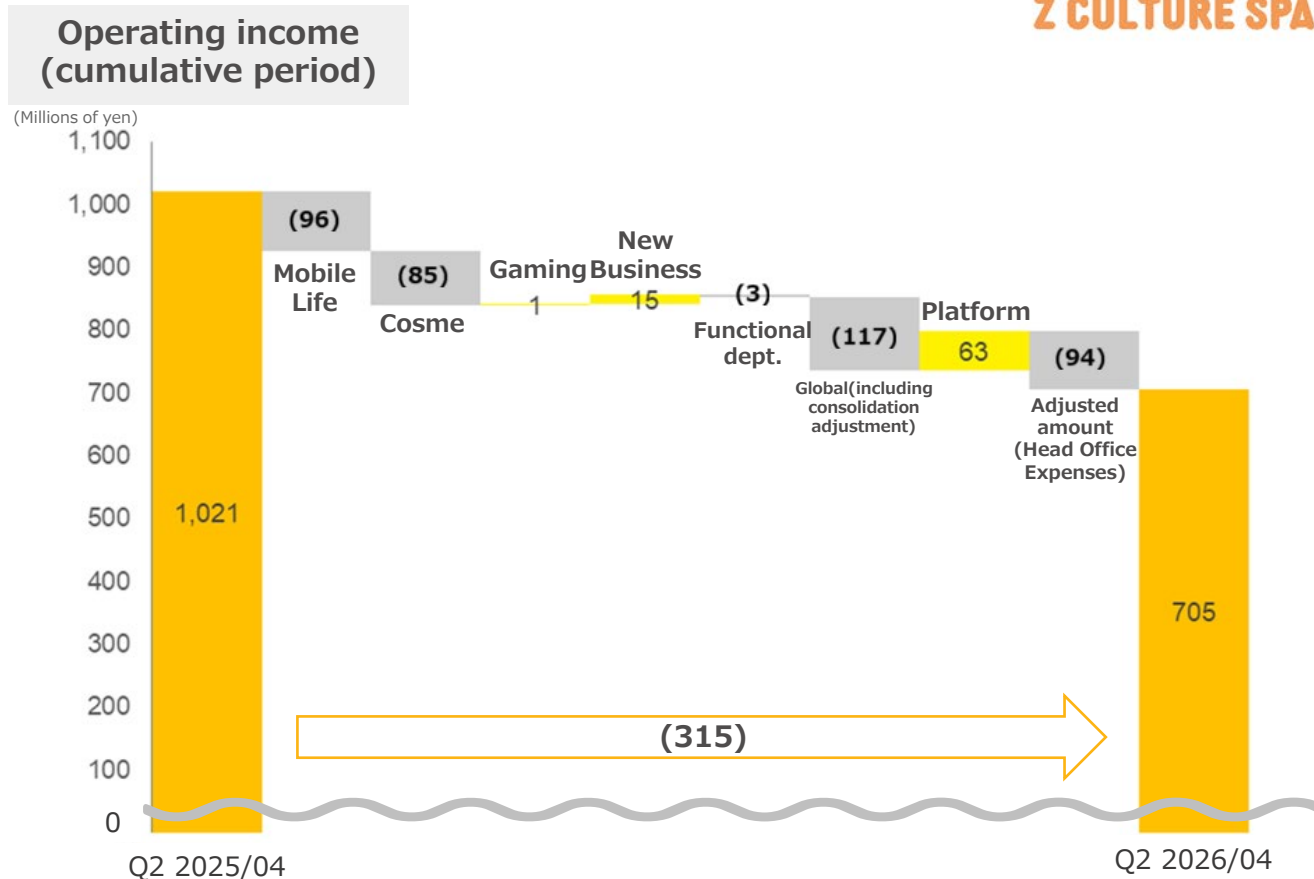 Z CULTURE SPA
Operating income
(cumulative period)
(Millions of yen)
1,100
1,000
900
800
700
600
500
400
300
200
100
0
1,021
(96)
Mobile
Life
(85)
Cosme
Gaming
1
New
Business
15
(3)
Functional
dept.
(117)
Global(including
consolidation
adjustment)
Platform
63
(94)
Adjusted
amount
(Head Office
Expenses)
705
(315)
Q2 2025/04
Q2 2026/04